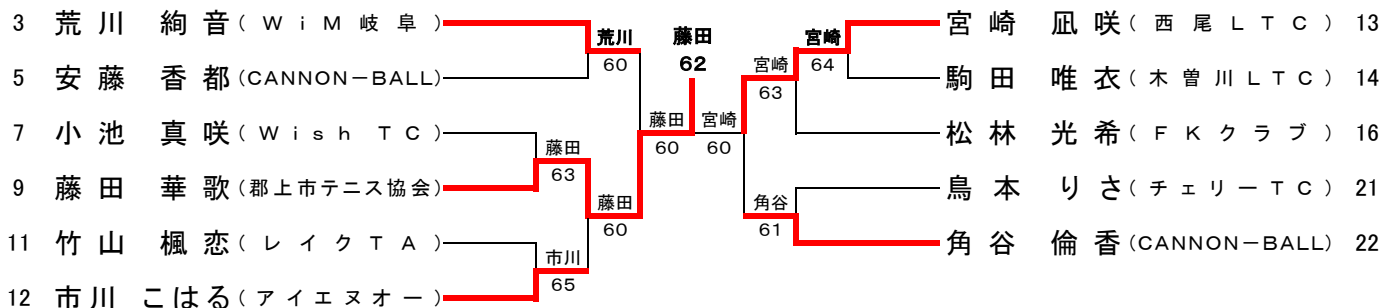 3 荒川 絢音(WiM岐阜)
5 安藤 香都(CANNON-BALL)
7 小池 真咲(Wish TC)
9 藤田 華歌(郡上市テニス協会)
11 竹山 楓恋(レイクTA)
12 市川 こはる(アイエヌオー)
荒川
60
藤田
63
市川
65
藤田
60
藤田
60
藤田
62
宮崎
60
宮崎
63
宮崎
64
角谷
61
宮崎 凪咲(西尾LTC) 13
駒田 唯衣(木曽川LTC) 14
松林 光希(FKクラブ) 16
鳥本 りさ(チェリーTC) 21
角谷 倫香(CANNON-BALL) 22